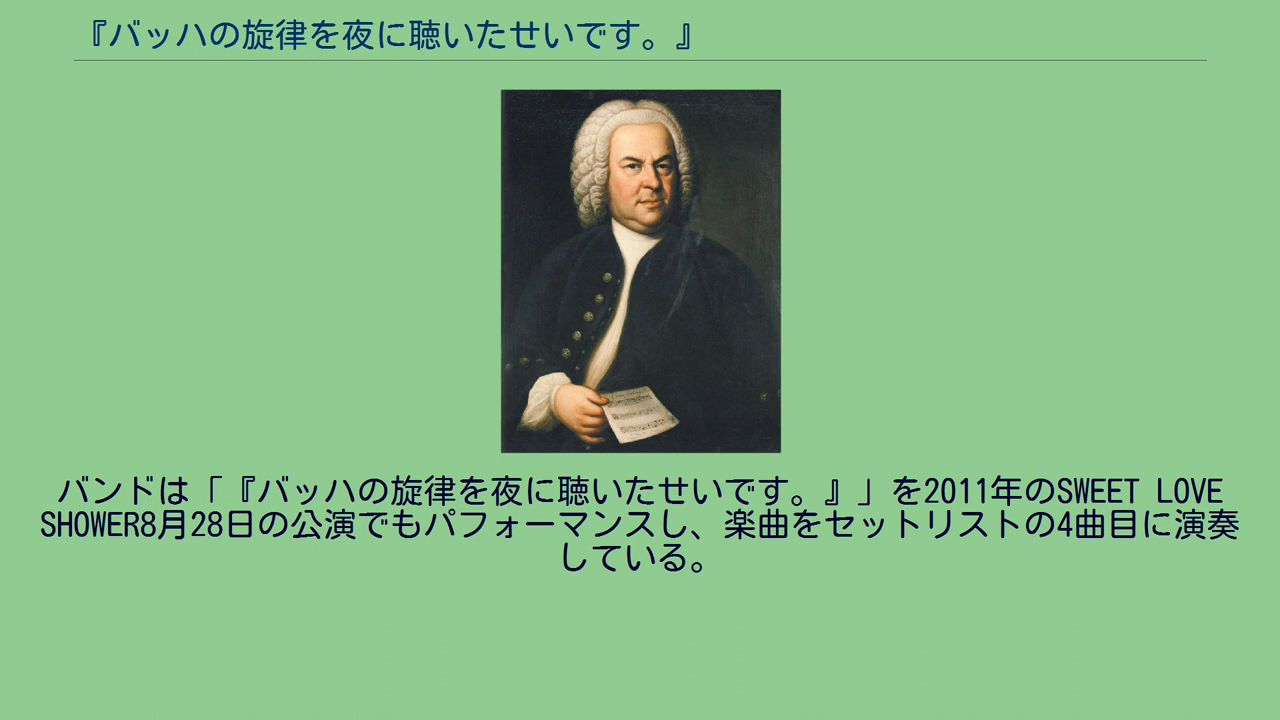 『バッハの旋律を夜に聴いたせいです。』
バンドは「『バッハの旋律を夜に聴いたせいです。』」を2011年のSWEET LOVE
SHOWER8月28日の公演でもパフォーマンスし、楽曲をセットリストの4曲目に演奏
している。